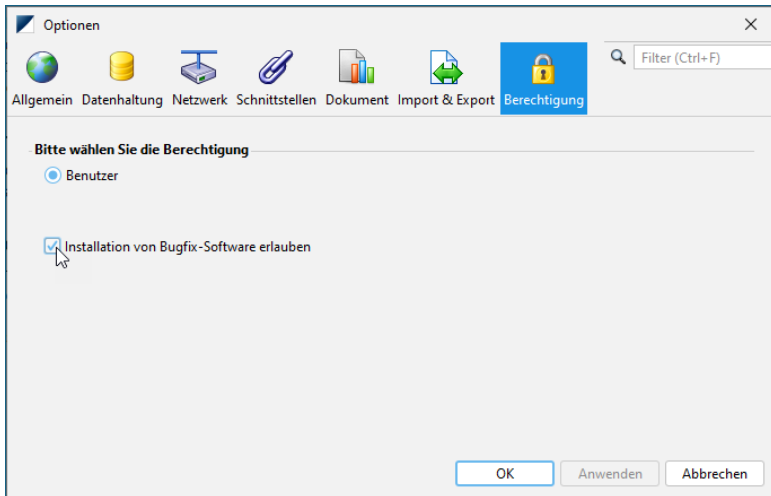 Optionen
Filter (Ctrl+F)
Allgemein Datenhaltung Netzwerk Schnittstellen Dokument Import & Export Berechtigung
Bitte wählen Sie die Berechtigung
Benutzer
Installation von Bugfix-Software erlauben
OK Anwenden Abbrechen